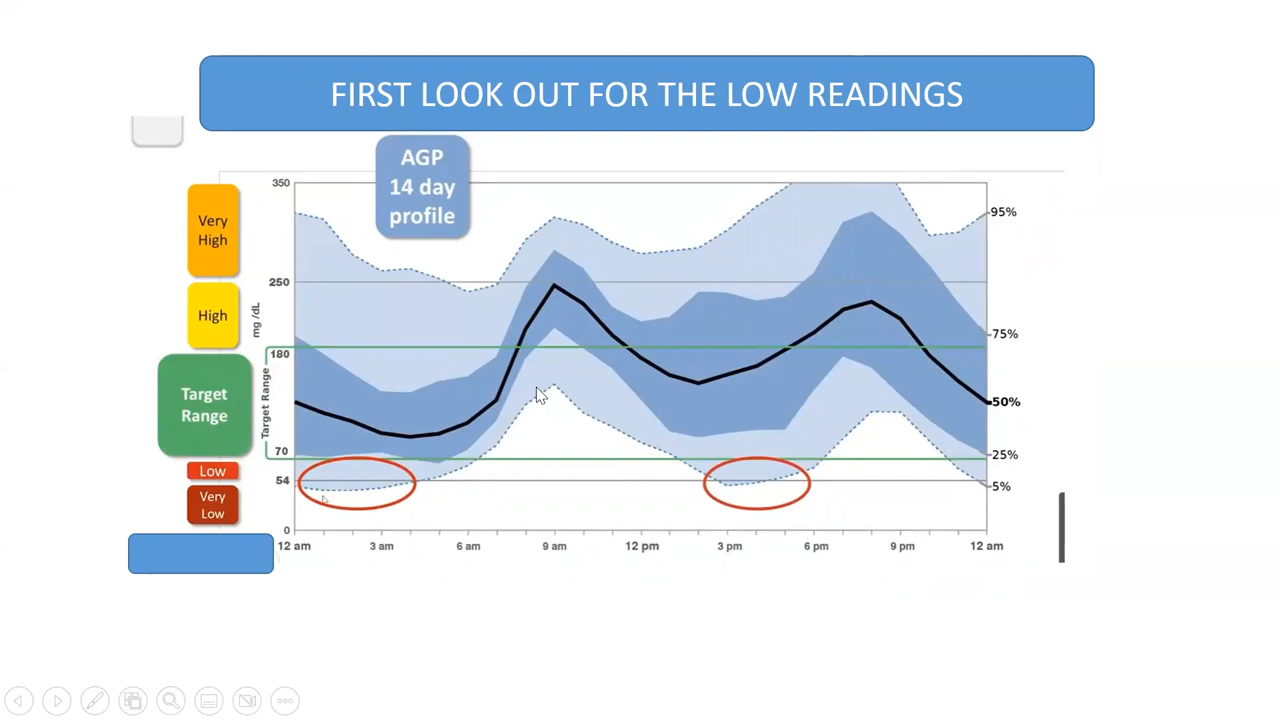 FIRST LOOK OUT FOR THE LOW READINGS
AGP
14 day
profile
Very
High
High
Target
Range
Low
Very
Low
350
250
180
70
54
0
mg /dL
Target Range
95%
75%
50%
25%
5%
12 am
3 am
6 am
9 am
12 pm
3 pm
6 pm
9 pm
12 am